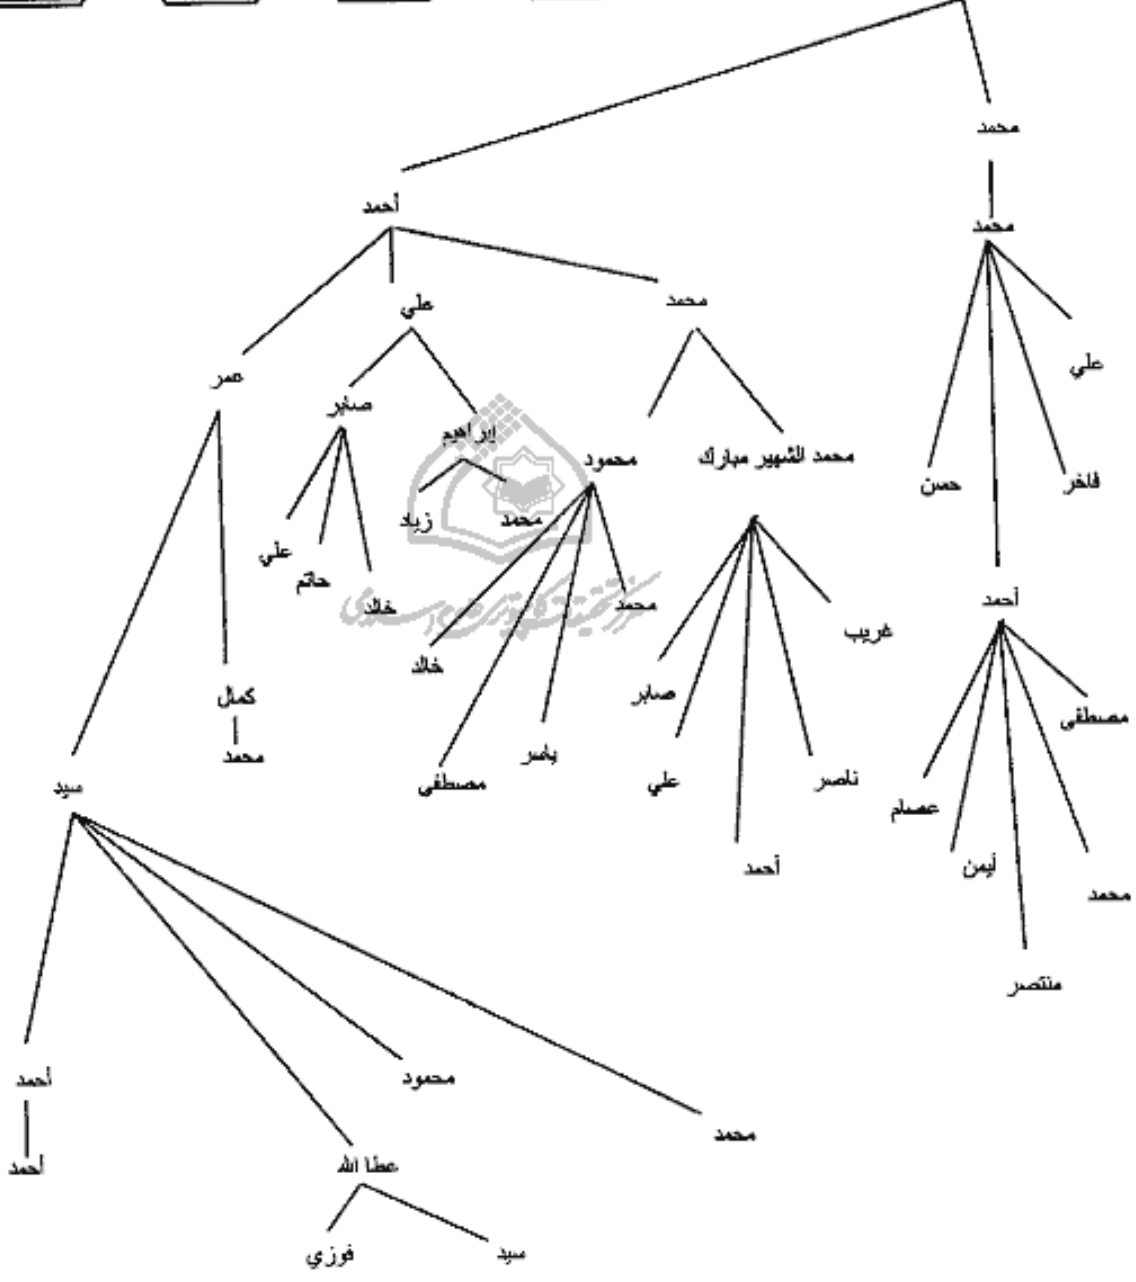 محمد
أحمد
محمد
محمد
علي
علي
عمر
صابر
إبراهيم
محمود
محمد الشهير مبارك
حسن
فاخر
زياد
محمد
علي
حاتم
خالد
محمد
أحمد
غريب
خالد
صابر
كمال
مصطفى
محمد
ياسر
سيد
مصطفى
علي
ناصر
عصام
أحمد
أيمن
محمد
منتصر
أحمد
محمود
محمد
أحمد
عطا الله
فوزي
سيد